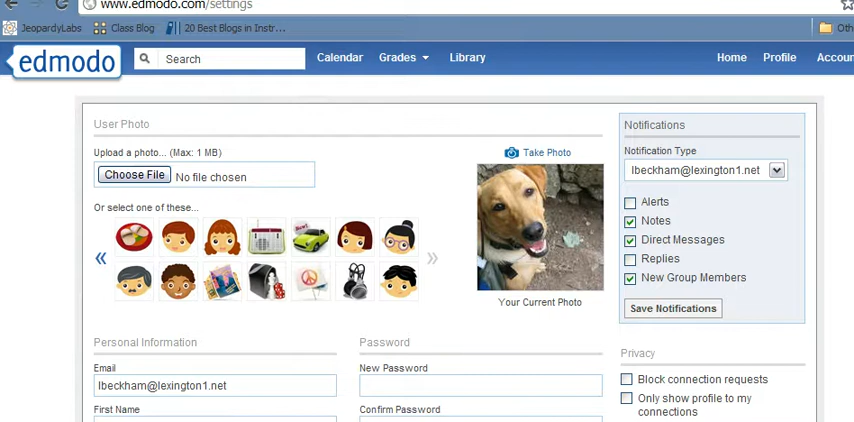 www.edmodo.com/settings
JeopardyLabs Class Blog 20 Best Blogs in Instr... Oth
edmodo Search Calendar Grades Library Home Profile Accoun
User Photo
Upload a photo... (Max: 1 MB)
Choose File No file chosen
Or select one of these...
Take Photo
Your Current Photo
Notifications
Notification Type
lbeckham@lexington1.net
Alerts
Notes
Direct Messages
Replies
New Group Members
Save Notifications
Personal Information
Email
lbeckham@lexington1.net
First Name
Password
New Password
Confirm Password
Privacy
Block connection requests
Only show profile to my
connections